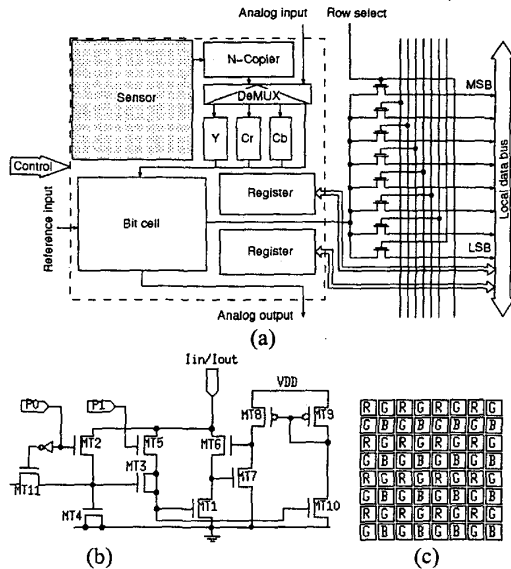 Analog input
Row select
N-Copier
DeMUX
Sensor
Y
Cr
Cb
MSB
Control
Register
Reference input
Bit cell
Register
LSB
Local data bus
Analog output
(a)
Iin/Iout
P0
P1
VDD
MT2
MT5
MT6
MT8
MT9
MT3
MT7
MT11
MT4
MT1
MT10
(b)
R G R G R G R G
G B G B G B G B
R G R G R G R G
G B G B G B G B
R G R G R G R G
G B G B G B G B
R G R G R G R G
G B G B G B G B
(c)